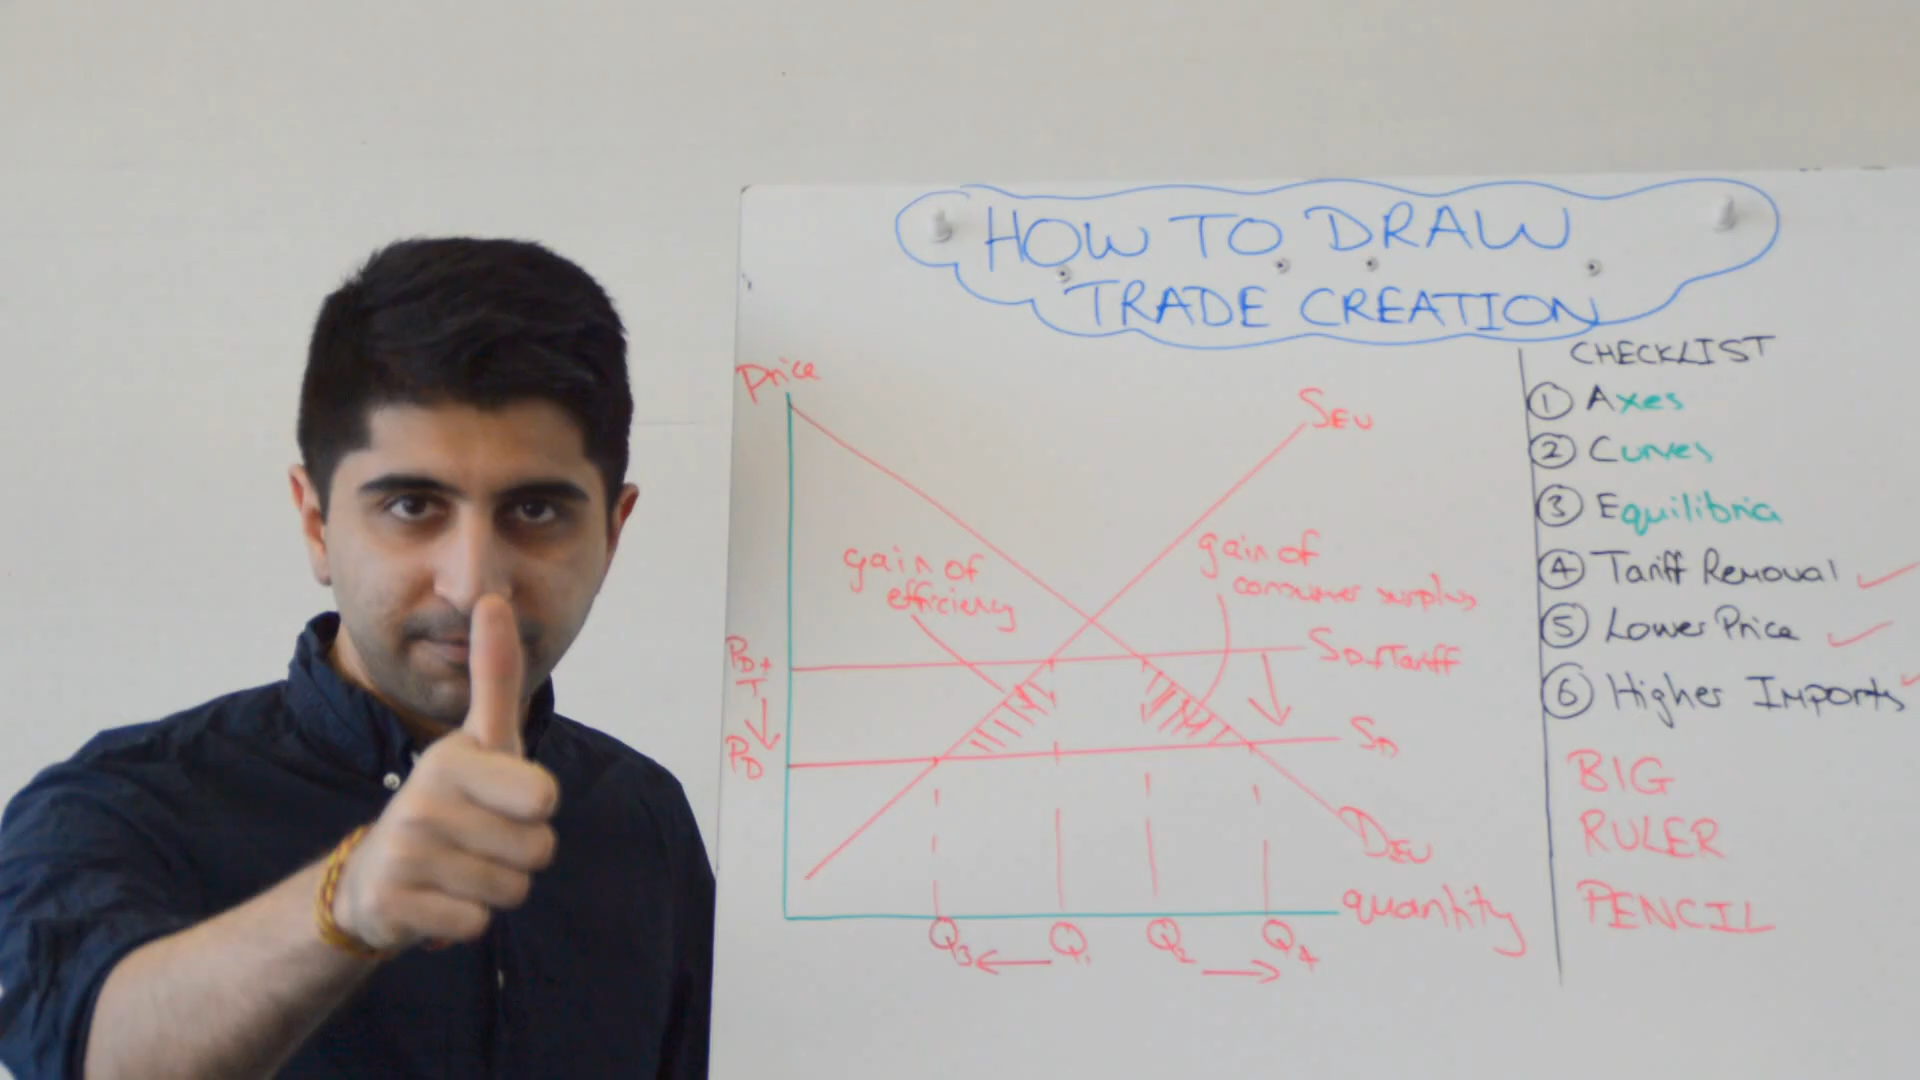 HOW TO DRAW
TRADE CREATION
Price
SEU
gain of
efficiency
gain of
consumer surplus
PD+
T
SD+Tariff
PD
SD
DEU
quantity
Q3
Q1
Q2
Q4
CHECKLIST
① Axes
② Curves
③ Equilibria
④ Tariff Removal ✓
⑤ Lower Price ✓
⑥ Higher Imports ✓
BIG
RULER
PENCIL